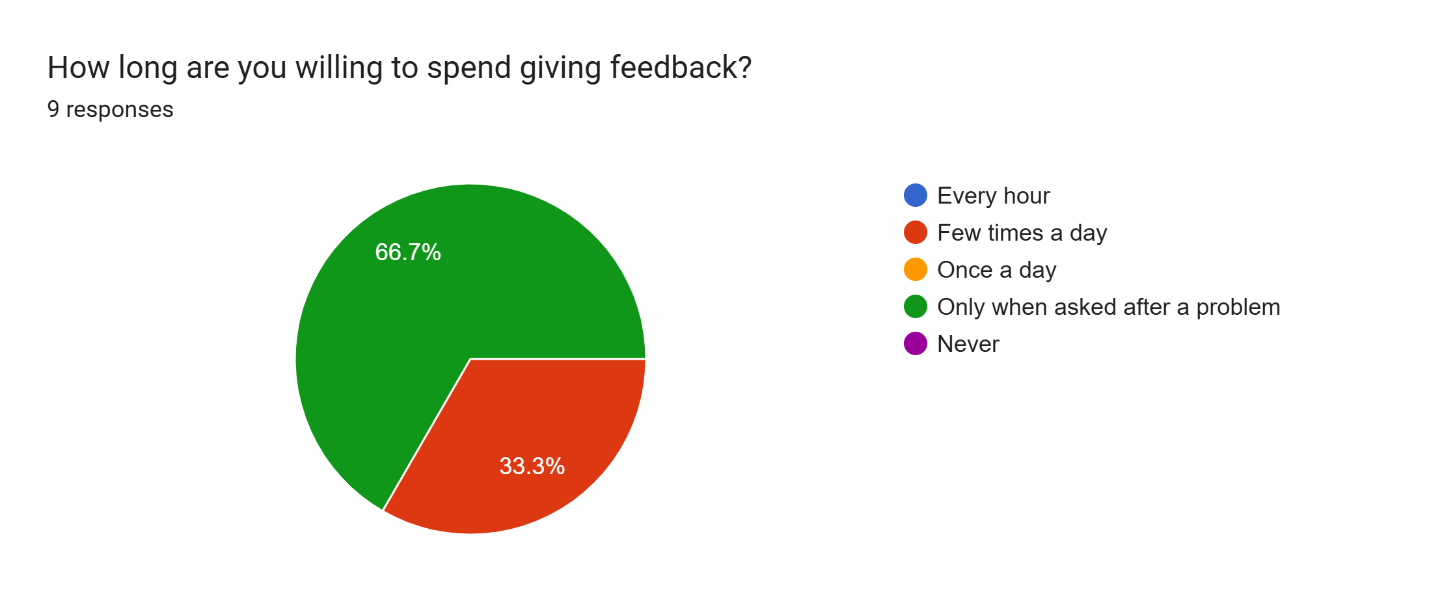 How long are you willing to spend giving feedback?
9 responses
66.7%
33.3%
Every hour
Few times a day
Once a day
Only when asked after a problem
Never